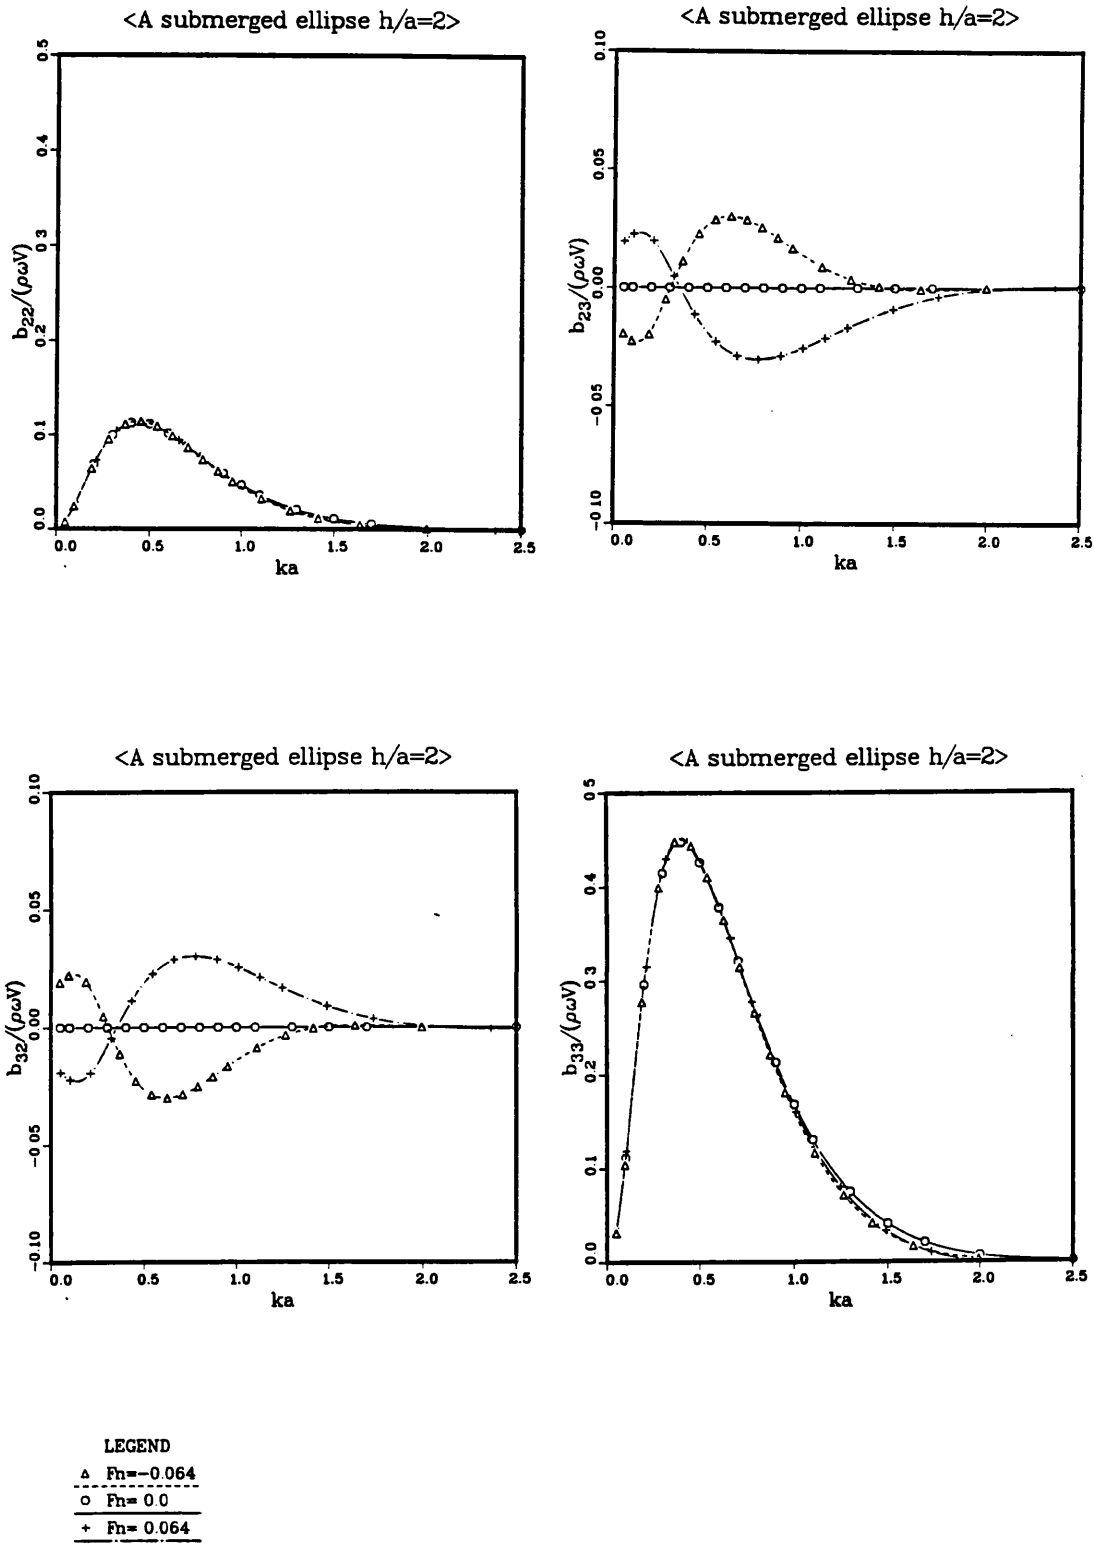 <A submerged ellipse h/a=2>
b22/(ρωV)
0.5
0.4
0.3
0.2
0.1
0.0
0.0 0.5 1.0 1.5 2.0 2.5
ka
<A submerged ellipse h/a=2>
b23/(ρωV)
0.10
0.05
0.00
−0.05
−0.10
0.0 0.5 1.0 1.5 2.0 2.5
ka
<A submerged ellipse h/a=2>
b32/(ρωV)
0.10
0.05
0.00
−0.05
−0.10
0.0 0.5 1.0 1.5 2.0 2.5
ka
<A submerged ellipse h/a=2>
b33/(ρωV)
0.5
0.4
0.3
0.2
0.1
0.0
0.0 0.5 1.0 1.5 2.0 2.5
ka
LEGEND
Fn=−0.064
Fn= 0.0
Fn= 0.064